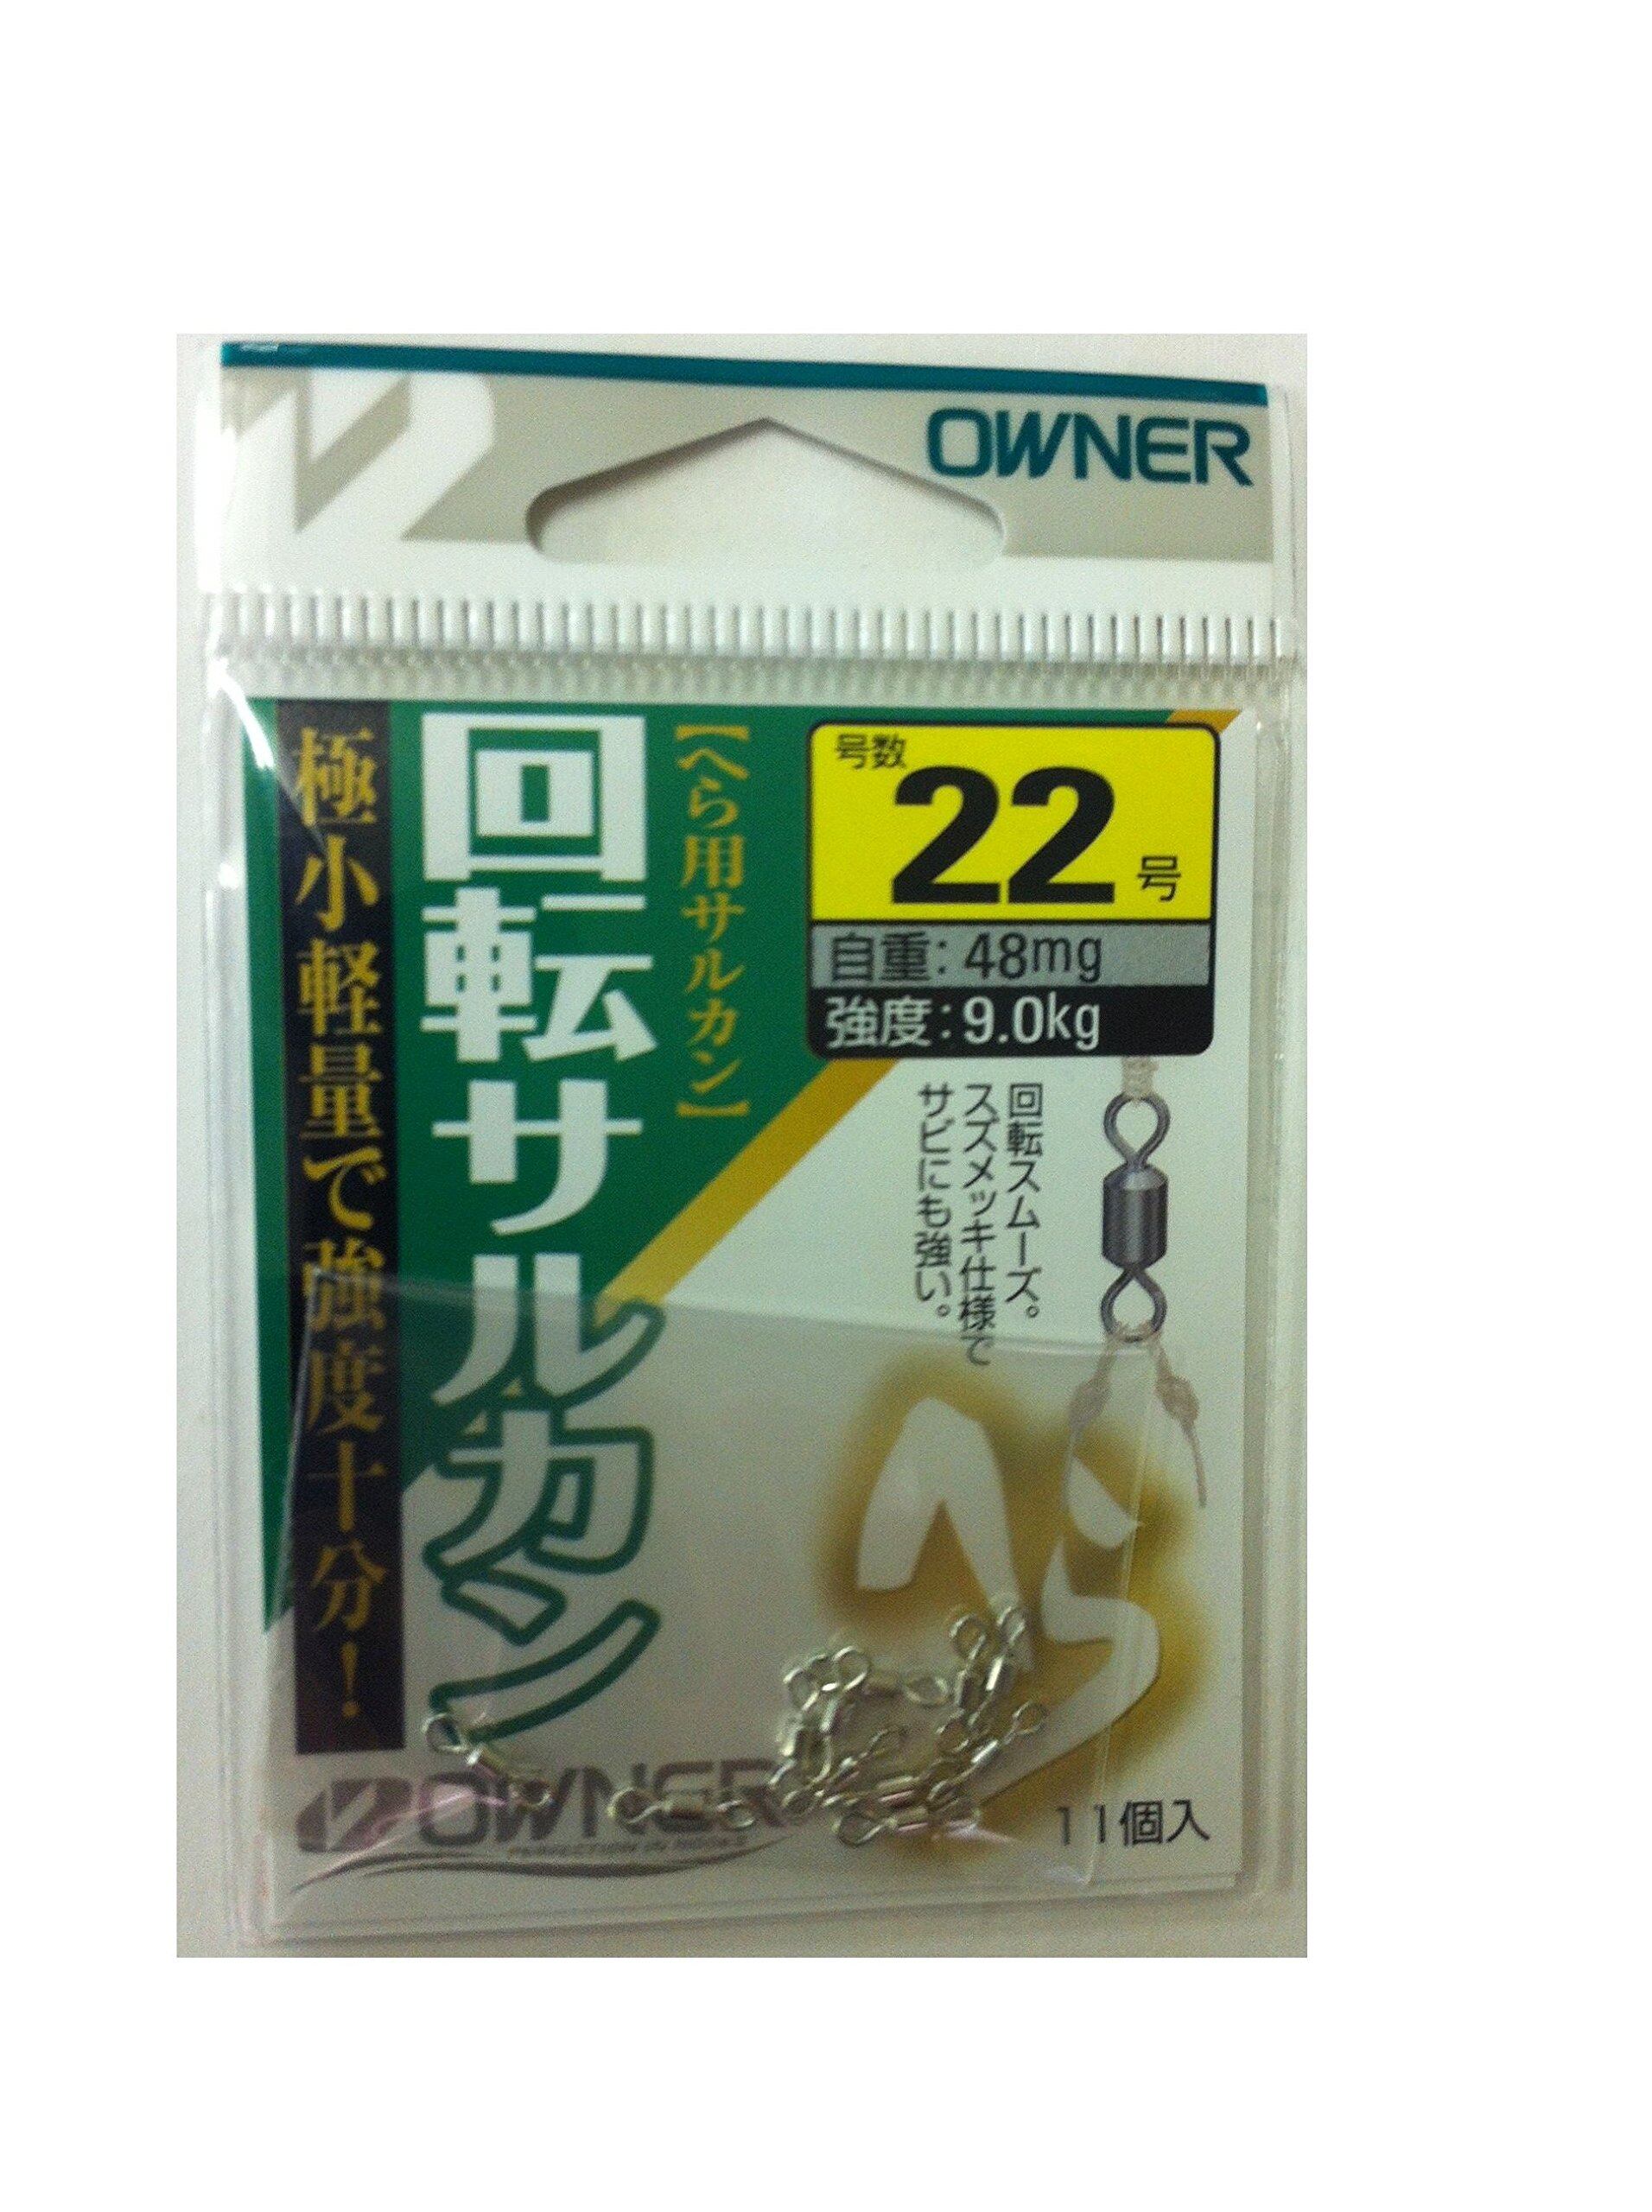 OWNER
号数
22号
自重:48mg
強度:9.0kg
【へら用サルカン】
回転サルカン
極小軽量で強度十分!
回転スムーズ。
スズメッキ仕様で
サビにも強い。
へら
OWNER
11個入